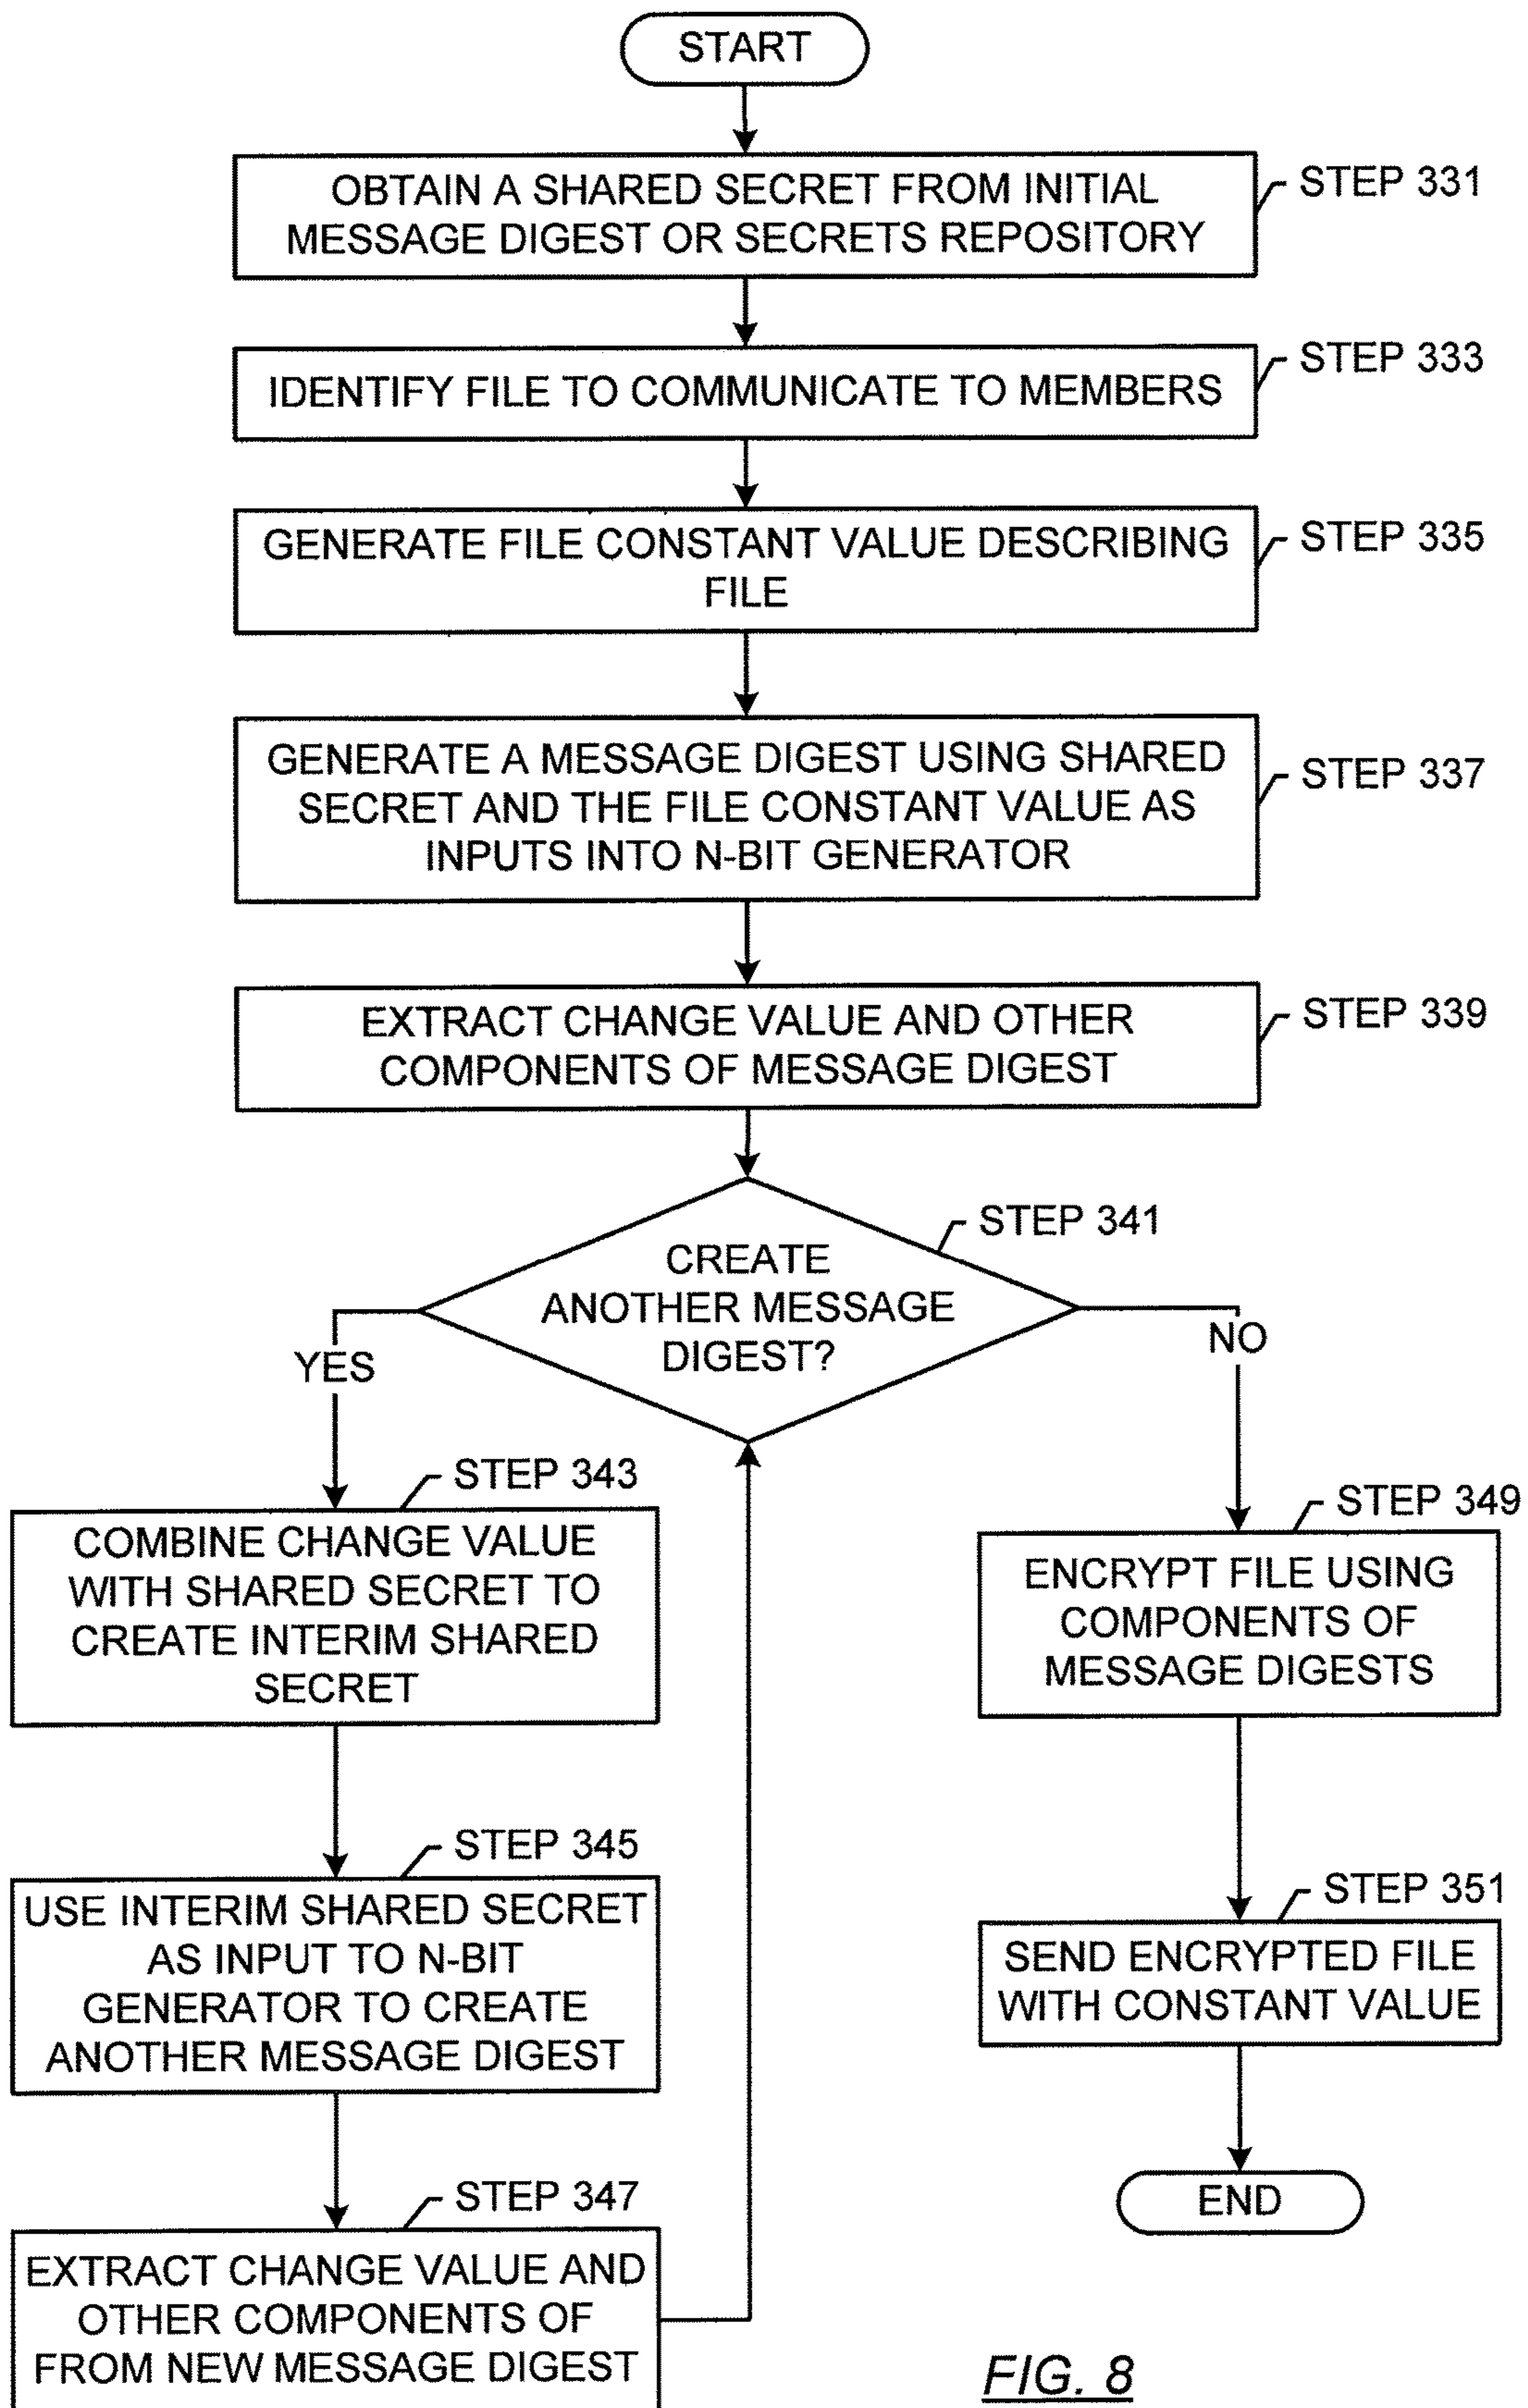 START
OBTAIN A SHARED SECRET FROM INITIAL
MESSAGE DIGEST OR SECRETS REPOSITORY
STEP 331
IDENTIFY FILE TO COMMUNICATE TO MEMBERS
STEP 333
GENERATE FILE CONSTANT VALUE DESCRIBING
FILE
STEP 335
GENERATE A MESSAGE DIGEST USING SHARED
SECRET AND THE FILE CONSTANT VALUE AS
INPUTS INTO N-BIT GENERATOR
STEP 337
EXTRACT CHANGE VALUE AND OTHER
COMPONENTS OF MESSAGE DIGEST
STEP 339
CREATE
ANOTHER MESSAGE
DIGEST?
STEP 341
YES
STEP 343
COMBINE CHANGE VALUE
WITH SHARED SECRET TO
CREATE INTERIM SHARED
SECRET
STEP 345
USE INTERIM SHARED SECRET
AS INPUT TO N-BIT
GENERATOR TO CREATE
ANOTHER MESSAGE DIGEST
STEP 347
EXTRACT CHANGE VALUE AND
OTHER COMPONENTS OF
FROM NEW MESSAGE DIGEST
NO
STEP 349
ENCRYPT FILE USING
COMPONENTS OF
MESSAGE DIGESTS
STEP 351
SEND ENCRYPTED FILE
WITH CONSTANT VALUE
END
FIG. 8